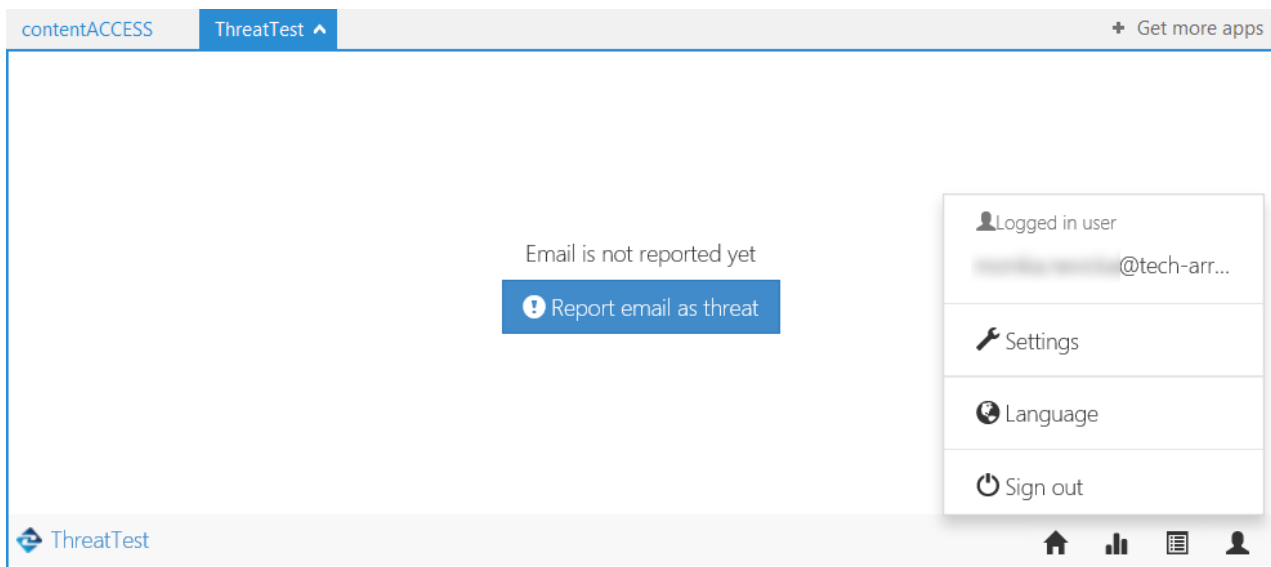 contentACCESS
ThreatTest
Get more apps
Email is not reported yet
Report email as threat
Logged in user
@tech-arr...
Settings
Language
Sign out
ThreatTest